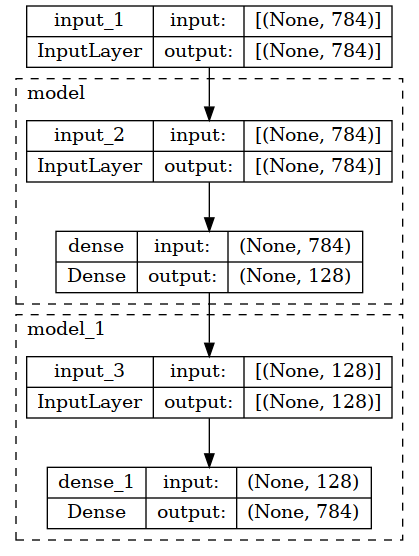 input_1 input: [(None, 784)]
InputLayer output: [(None, 784)]
model
input_2 input: [(None, 784)]
InputLayer output: [(None, 784)]
dense input: (None, 784)
Dense output: (None, 128)
model_1
input_3 input: [(None, 128)]
InputLayer output: [(None, 128)]
dense_1 input: (None, 128)
Dense output: (None, 784)